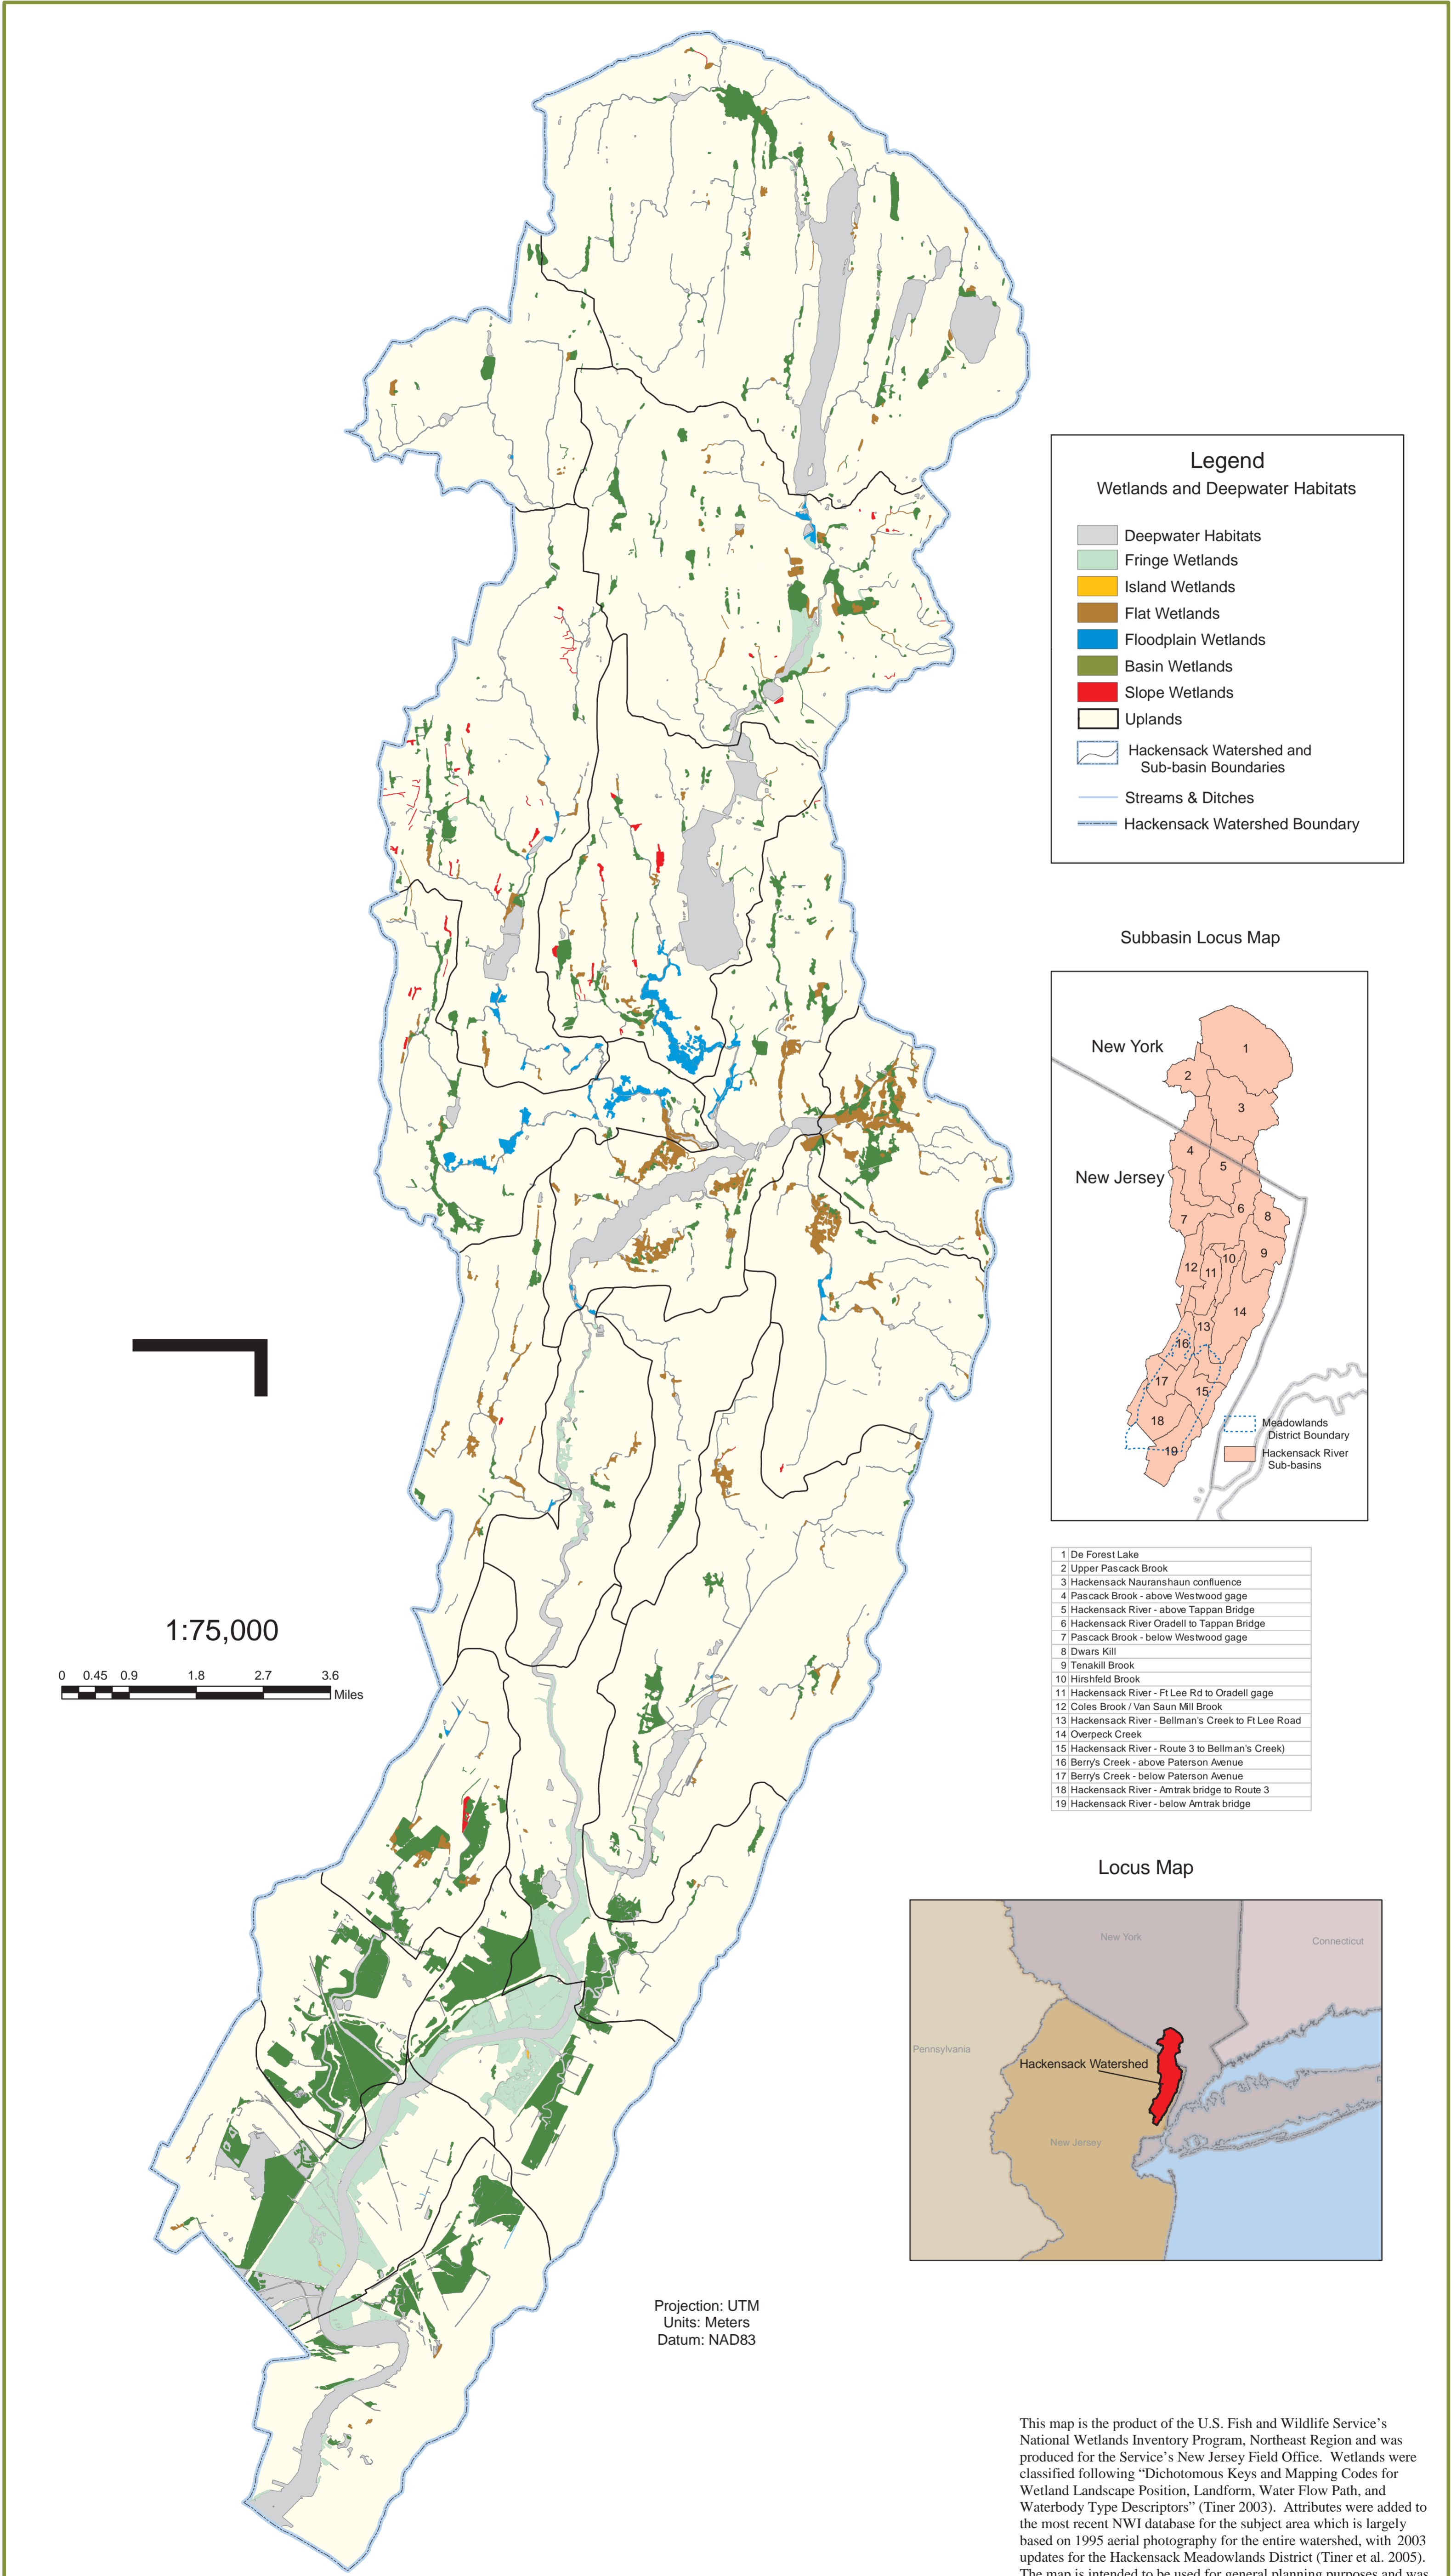 Legend
Wetlands and Deepwater Habitats
Deepwater Habitats
Fringe Wetlands
Island Wetlands
Flat Wetlands
Floodplain Wetlands
Basin Wetlands
Slope Wetlands
Uplands
Hackensack Watershed and
Sub-basin Boundaries
Streams & Ditches
Hackensack Watershed Boundary
Subbasin Locus Map
New York
New Jersey
1
2
3
4
5
6
7
8
9
10
11
12
13
14
15
16
17
18
19
Meadowlands
District Boundary
Hackensack River
Sub-basins
1 De Forest Lake
2 Upper Pascack Brook
3 Hackensack Nauranshaun confluence
4 Pascack Brook - above Westwood gage
5 Hackensack River - above Tappan Bridge
6 Hackensack River Oradell to Tappan Bridge
7 Pascack Brook - below Westwood gage
8 Dwars Kill
9 Tenakill Brook
10 Hirshfeld Brook
11 Hackensack River - Ft Lee Rd to Oradell gage
12 Coles Brook / Van Saun Mill Brook
13 Hackensack River - Bellman's Creek to Ft Lee Road
14 Overpeck Creek
15 Hackensack River - Route 3 to Bellman's Creek)
16 Berry's Creek - above Paterson Avenue
17 Berry's Creek - below Paterson Avenue
18 Hackensack River - Amtrak bridge to Route 3
19 Hackensack River - below Amtrak bridge
1:75,000
0 0.45 0.9 1.8 2.7 3.6
Miles
Locus Map
New York
Connecticut
Pennsylvania
Hackensack Watershed
New Jersey
Projection: UTM
Units: Meters
Datum: NAD83
This map is the product of the U.S. Fish and Wildlife Service’s
National Wetlands Inventory Program, Northeast Region and was
produced for the Service’s New Jersey Field Office. Wetlands were
classified following “Dichotomous Keys and Mapping Codes for
Wetland Landscape Position, Landform, Water Flow Path, and
Waterbody Type Descriptors” (Tiner 2003). Attributes were added to
the most recent NWI database for the subject area which is largely
based on 1995 aerial photography for the entire watershed, with 2003
updates for the Hackensack Meadowlands District (Tiner et al. 2005).
The map is intended to be used for general planning purposes and was